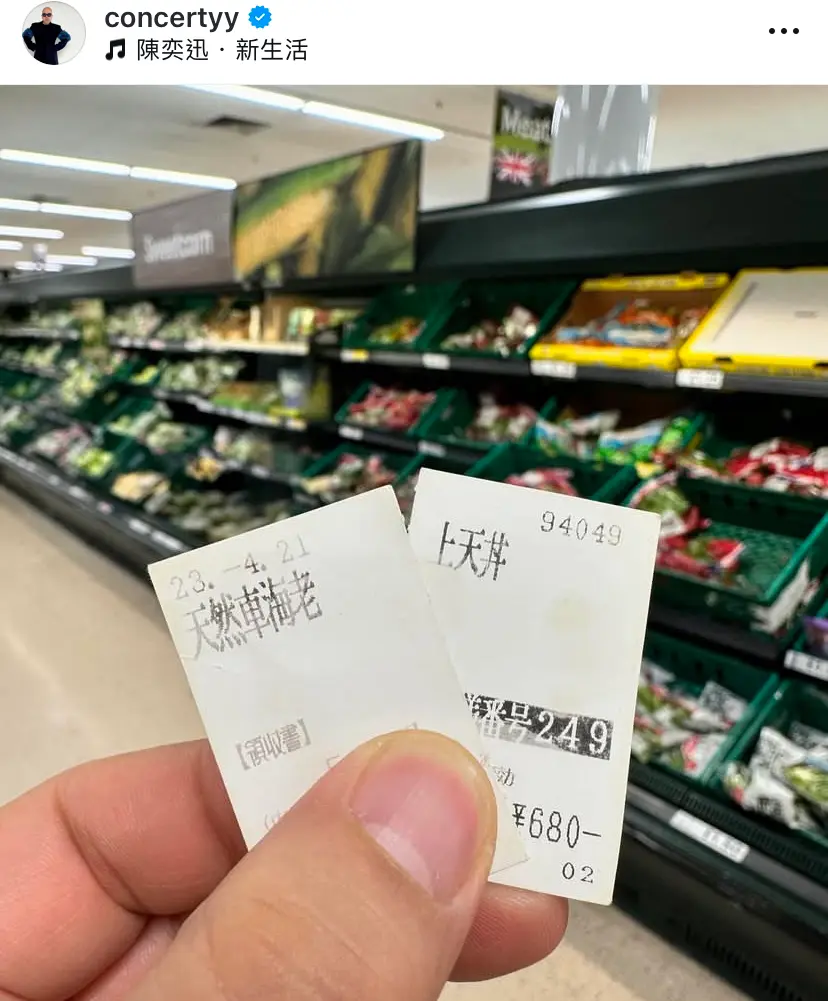 concertyy
陳奕迅 · 新生活
Meat
Sweetcorn
23.-4.21
天然車海老
【領収書】
上天丼
94049
番号249
¥680-
02